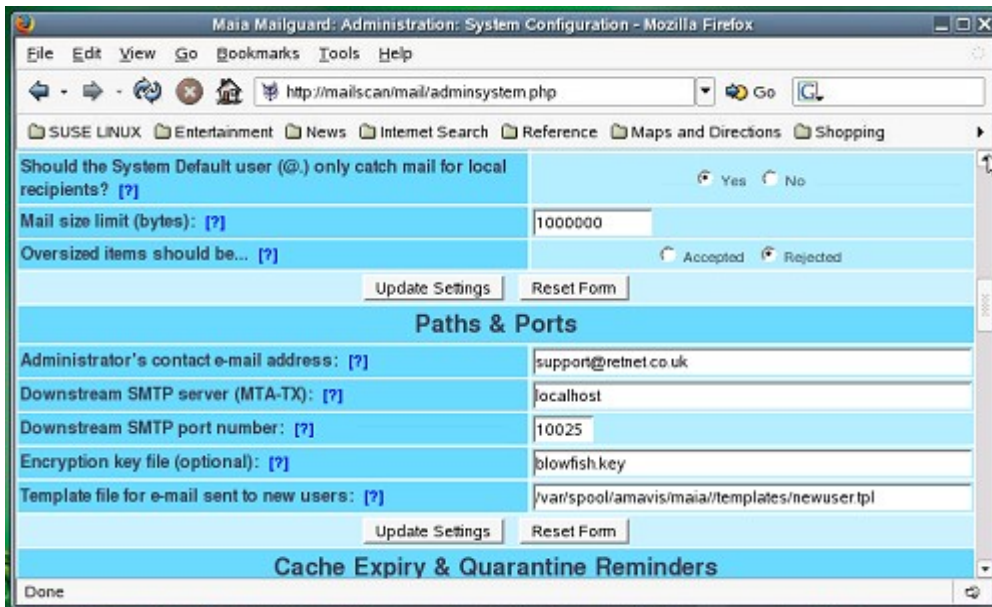 Maia Mailguard: Administration: System Configuration - Mozilla Firefox
File Edit View Go Bookmarks Tools Help
http://mailscan/mail/adminsystem.php Go G
SUSE LINUX Entertainment News Internet Search Reference Maps and Directions Shopping
Should the System Default user (@.) only catch mail for local
recipients? [?]
Yes No
Mail size limit (bytes): [?] 1000000
Oversized items should be... [?] Accepted Rejected
Update Settings Reset Form
Paths & Ports
Administrator's contact e-mail address: [?] support@retnet.co.uk
Downstream SMTP server (MTA-TX): [?] localhost
Downstream SMTP port number: [?] 10025
Encryption key file (optional): [?] blowfish.key
Template file for e-mail sent to new users: [?] /var/spool/amavis/maia//templates/newuser.tpl
Update Settings Reset Form
Cache Expiry & Quarantine Reminders
Done